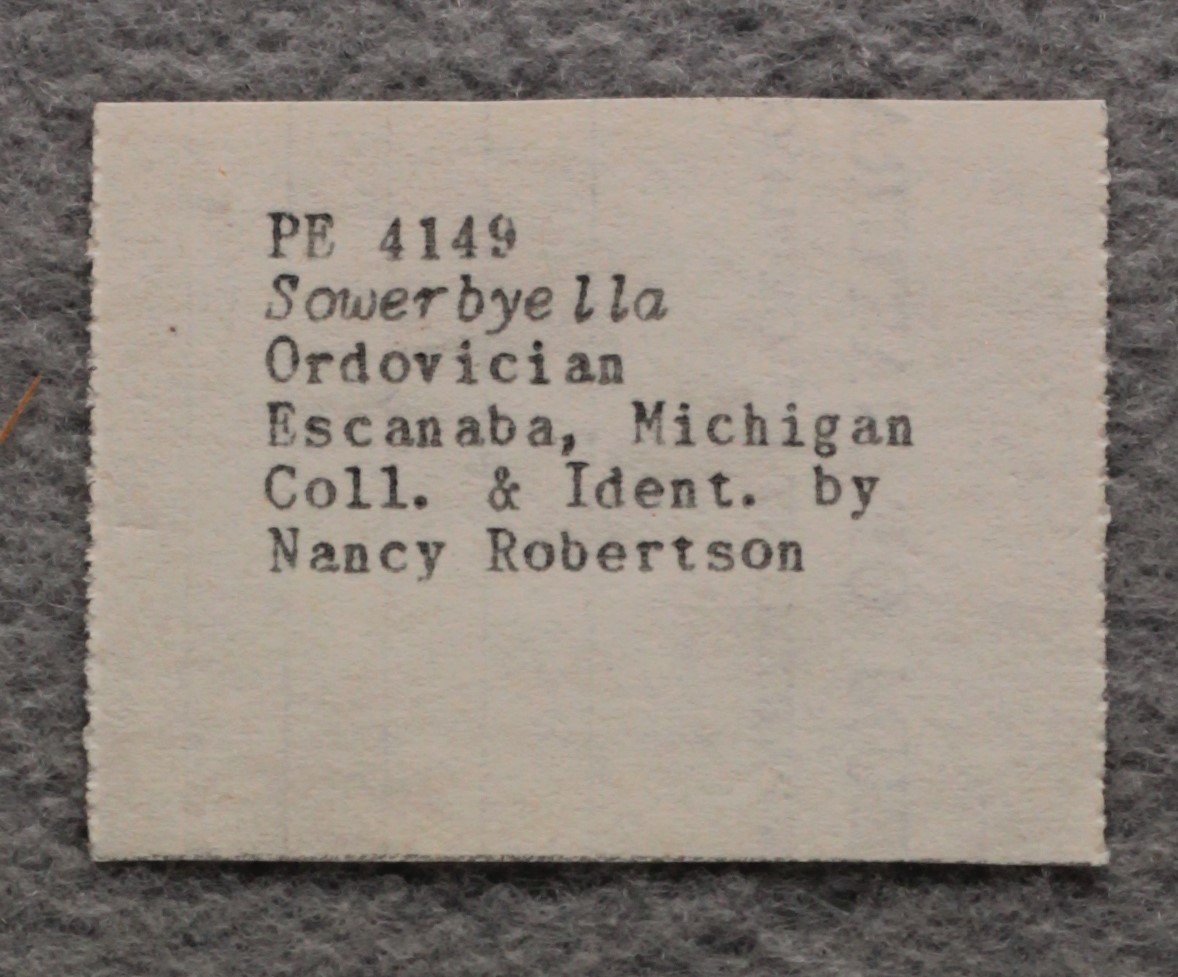 PE 4149
Sowerbyella
Ordovician
Escanaba, Michigan
Coll. & Ident. by
Nancy Robertson